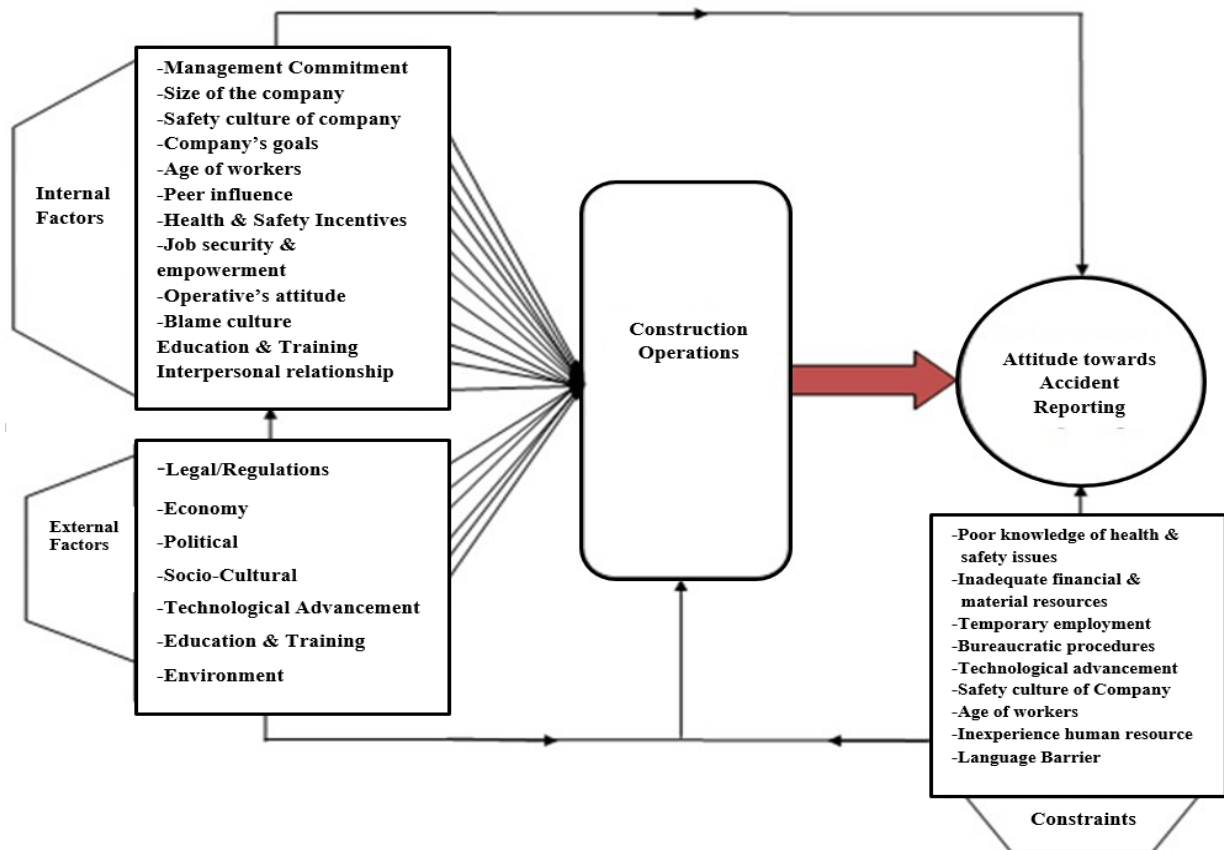 Internal
Factors
-Management Commitment
-Size of the company
-Safety culture of company
-Company’s goals
-Age of workers
-Peer influence
-Health & Safety Incentives
-Job security &
empowerment
-Operative’s attitude
-Blame culture
Education & Training
Interpersonal relationship
External
Factors
-Legal/Regulations
-Economy
-Political
-Socio-Cultural
-Technological Advancement
-Education & Training
-Environment
Construction
Operations
Attitude towards
Accident
Reporting
-Poor knowledge of health &
safety issues
-Inadequate financial &
material resources
-Temporary employment
-Bureaucratic procedures
-Technological advancement
-Safety culture of Company
-Age of workers
-Inexperience human resource
-Language Barrier
Constraints